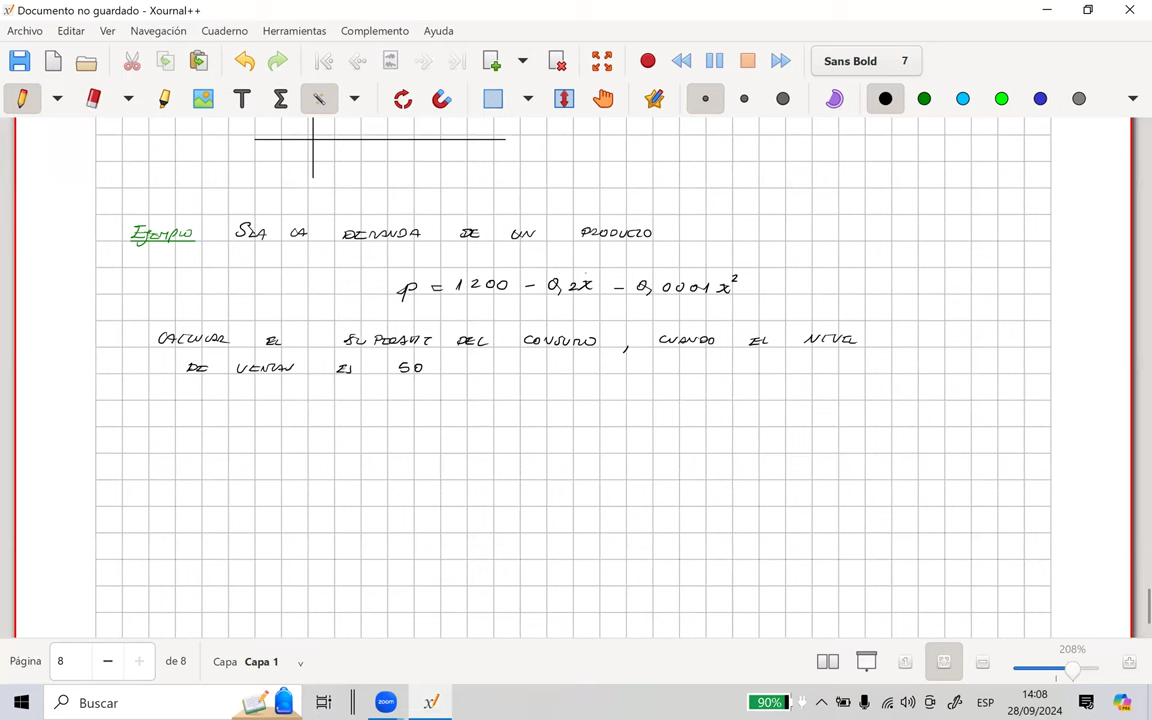 Documento no guardado - Xournal++
Archivo Editar Ver Navegación Cuaderno Herramientas Complemento Ayuda
Sans Bold 7
T Σ
Ejemplo SEA LA DEMANDA DE UN PRODUCTO
p = 1200 - 0,2x - 0,0001x²
CALCULAR EL SUPERAVIT DEL CONSUMO, CUANDO EL NIVEL
DE VENTAS ES 50
Página 8 de 8 Capa Capa 1 208%
Buscar zoom 90% ESP 14:08
28/09/2024